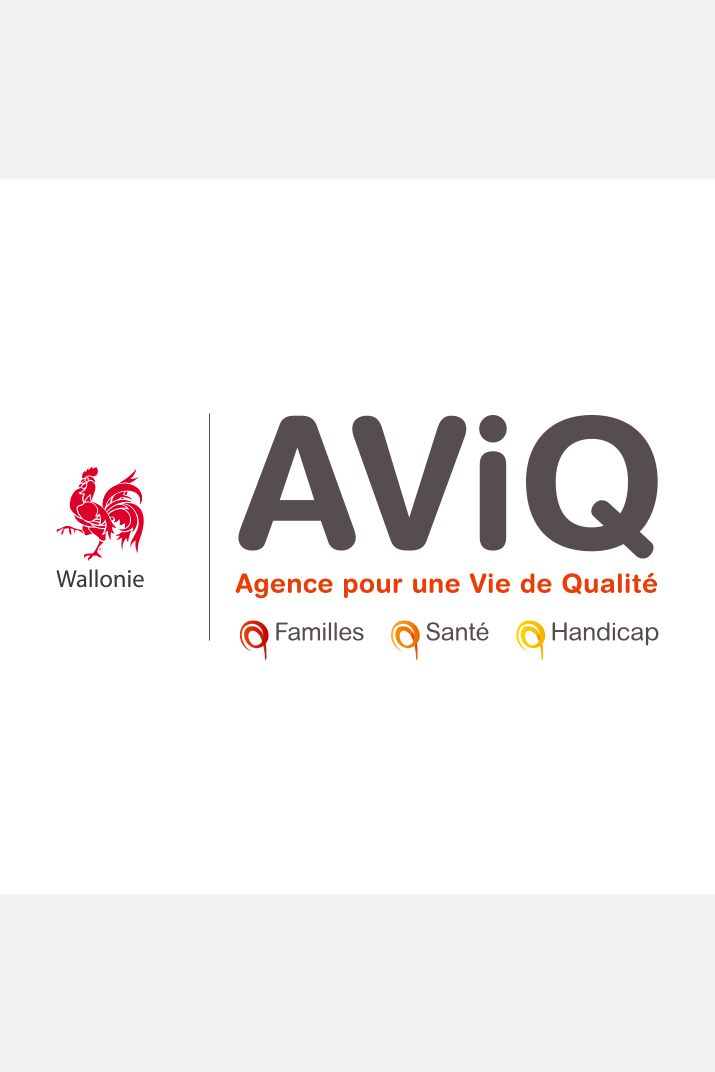 Wallonie
AViQ
Agence pour une Vie de Qualité
Familles Santé Handicap